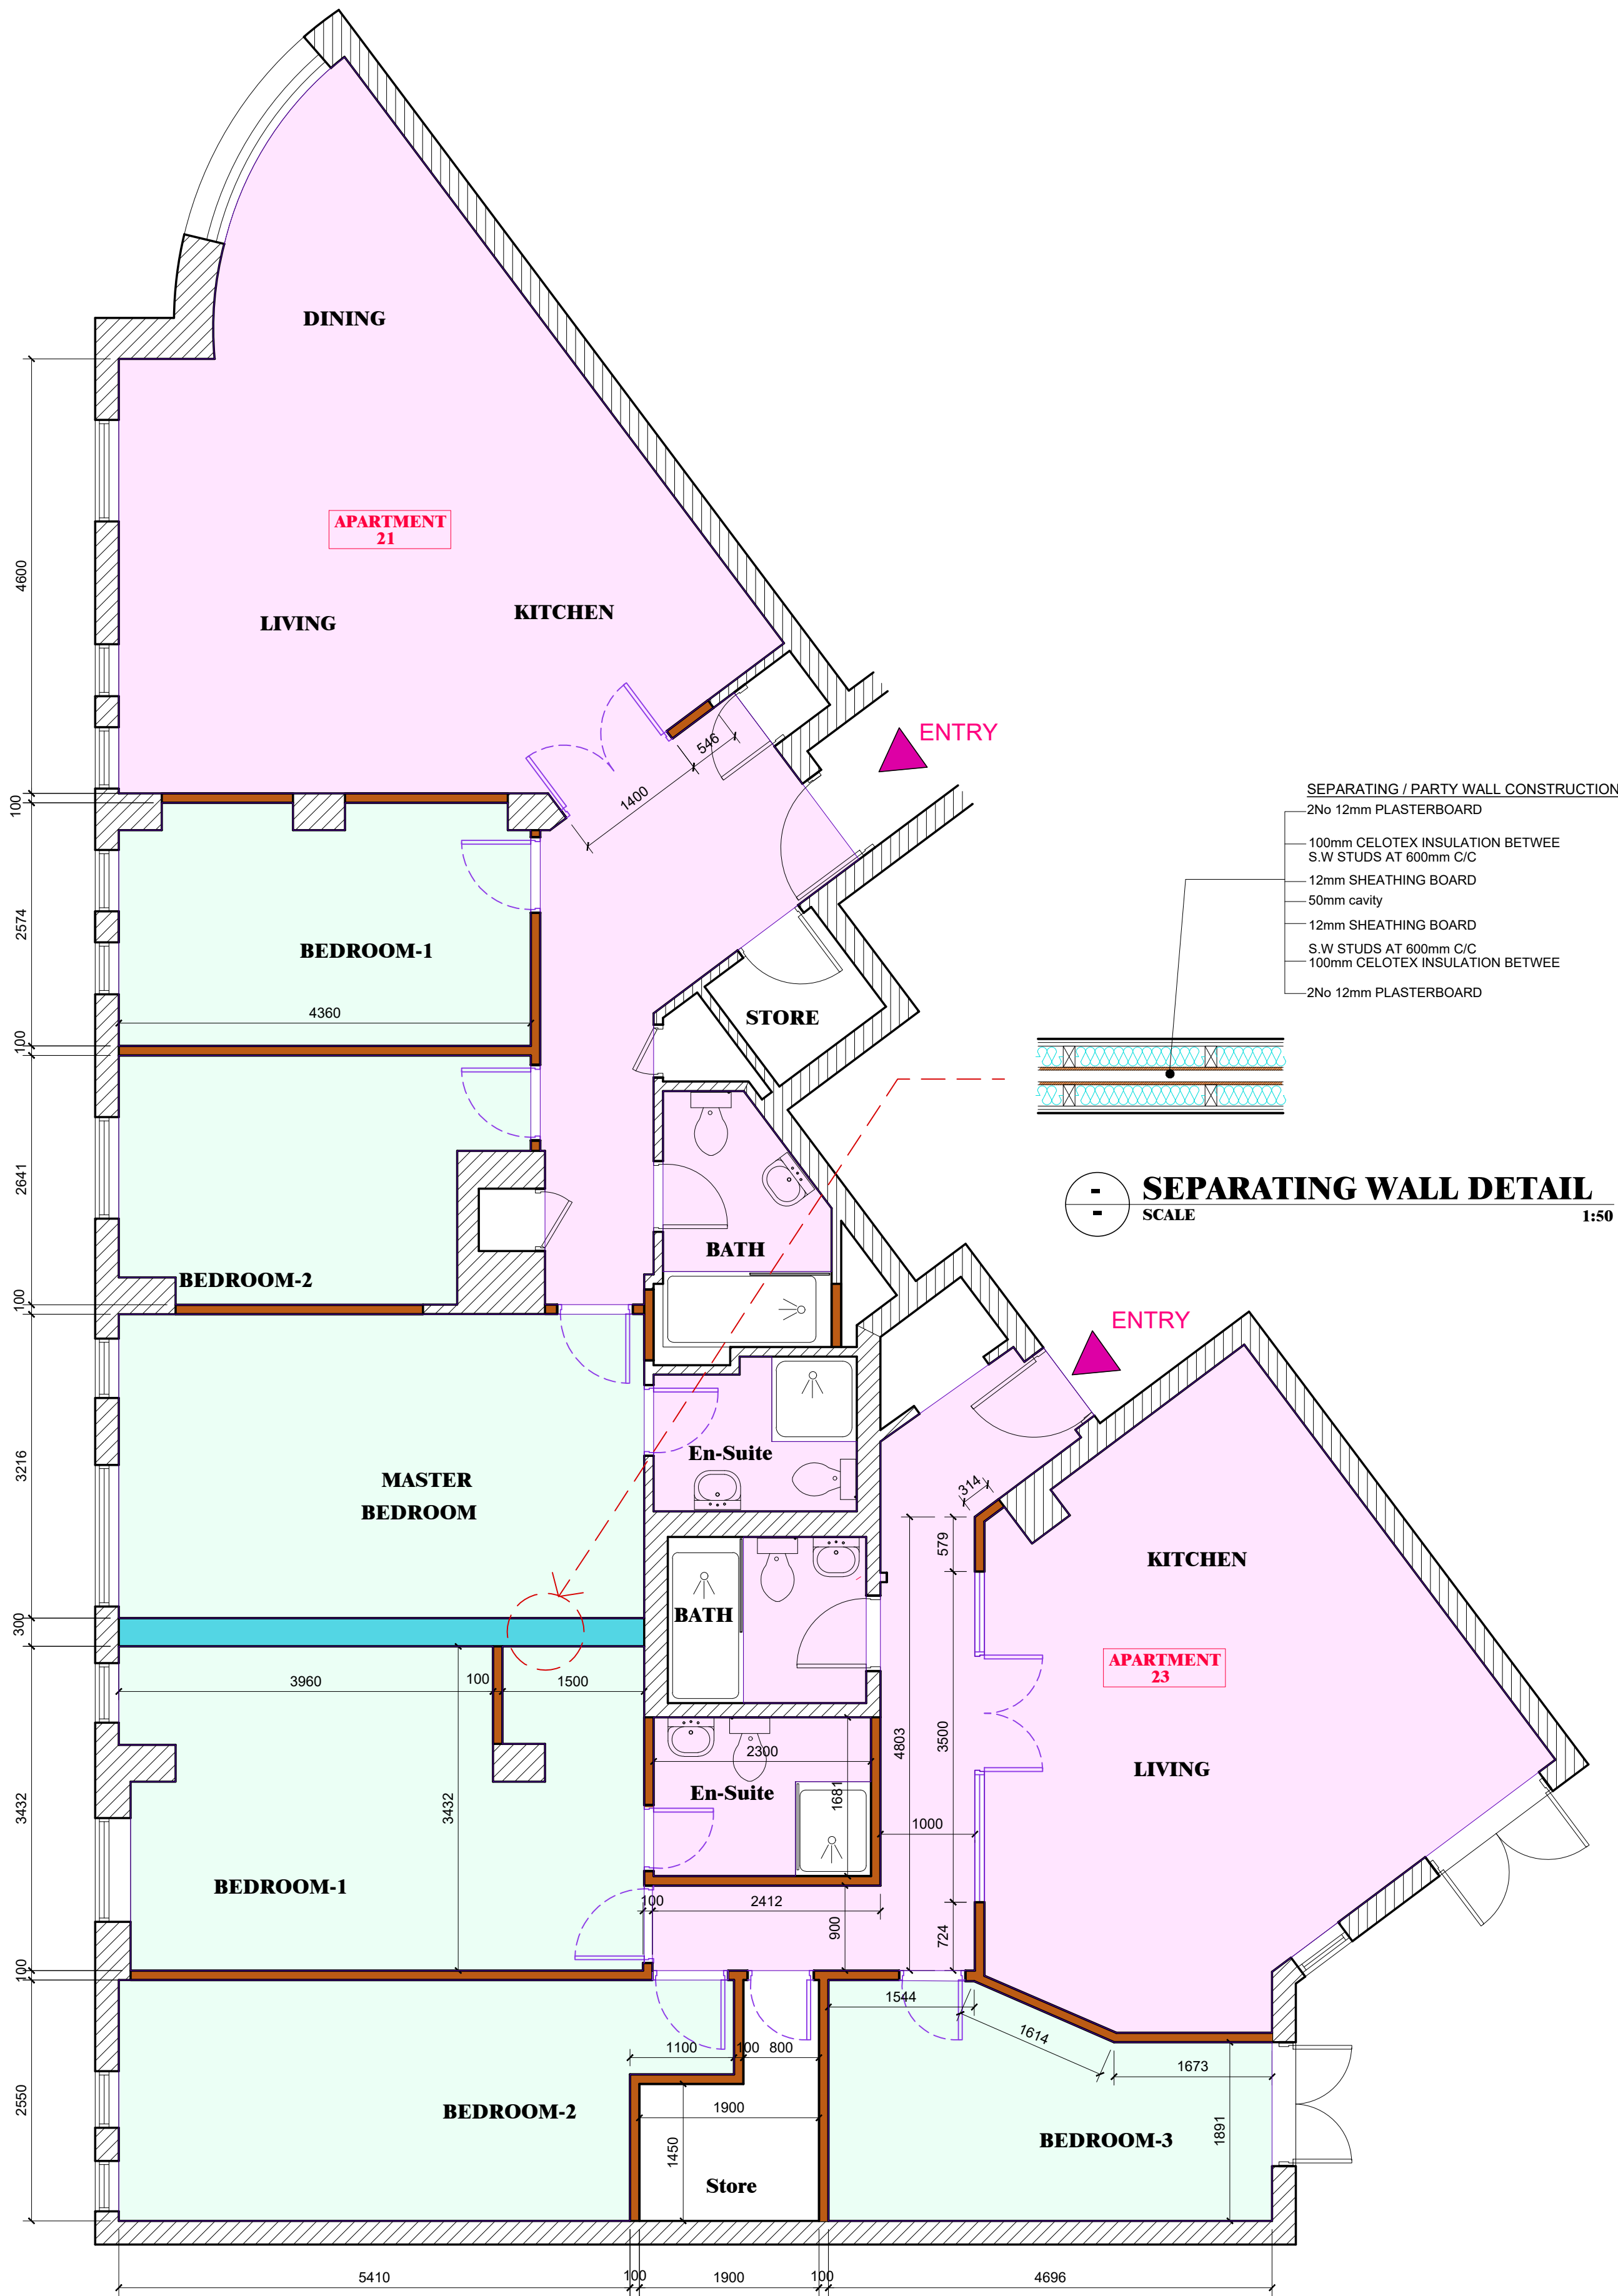 DINING
APARTMENT
21
4600
LIVING
KITCHEN
546
1400
ENTRY
SEPARATING / PARTY WALL CONSTRUCTION
2No 12mm PLASTERBOARD
100mm CELOTEX INSULATION BETWEE
S.W STUDS AT 600mm C/C
12mm SHEATHING BOARD
50mm cavity
12mm SHEATHING BOARD
S.W STUDS AT 600mm C/C
100mm CELOTEX INSULATION BETWEE
2No 12mm PLASTERBOARD
100
2574
BEDROOM-1
4360
STORE
100
2641
BEDROOM-2
BATH
SEPARATING WALL DETAIL
SCALE
1:50
-
-
100
ENTRY
3216
MASTER
BEDROOM
En-Suite
314
579
KITCHEN
300
BATH
APARTMENT
23
3960
100
1500
4803
3500
2300
LIVING
En-Suite
1681
3432
3432
1000
BEDROOM-1
100
2412
900
724
100
1544
1614
1100
100
800
1673
2550
BEDROOM-2
1900
1450
BEDROOM-3
1891
Store
5410
100
1900
100
4696